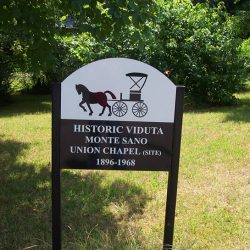 HISTORIC VIDUTA
MONTE SANO
UNION CHAPEL (SITE)
1896-1968